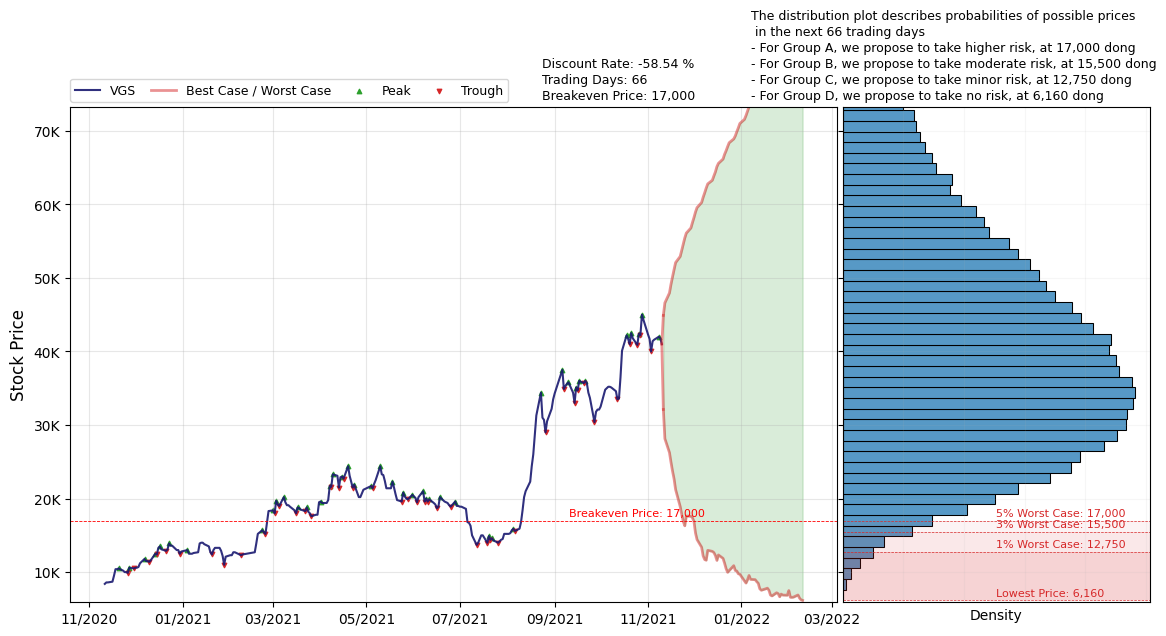 The distribution plot describes probabilities of possible prices
in the next 66 trading days
- For Group A, we propose to take higher risk, at 17,000 dong
- For Group B, we propose to take moderate risk, at 15,500 dong
- For Group C, we propose to take minor risk, at 12,750 dong
- For Group D, we propose to take no risk, at 6,160 dong
Discount Rate: -58.54 %
Trading Days: 66
Breakeven Price: 17,000
VGS Best Case / Worst Case Peak Trough
Stock Price
70K
60K
50K
40K
30K
20K
10K
Breakeven Price: 17,000
5% Worst Case: 17,000
3% Worst Case: 15,500
1% Worst Case: 12,750
Lowest Price: 6,160
11/2020 01/2021 03/2021 05/2021 07/2021 09/2021 11/2021 01/2022 03/2022
Density